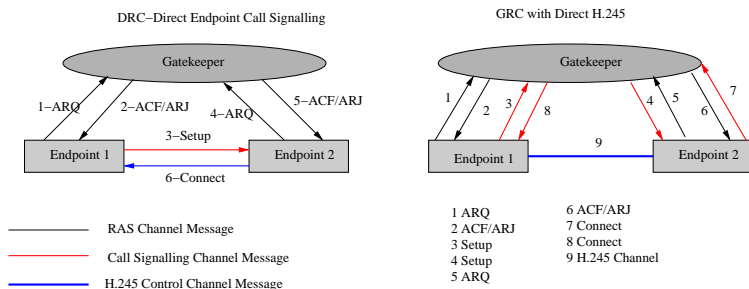 DRC–Direct Endpoint Call Signalling
Gatekeeper
1–ARQ
2–ACF/ARJ
4–ARQ
5–ACF/ARJ
3–Setup
Endpoint 1
Endpoint 2
6–Connect
RAS Channel Message
Call Signalling Channel Message
H.245 Control Channel Message
GRC with Direct H.245
Gatekeeper
1
2
3
8
4
5
6
7
9
Endpoint 1
Endpoint 2
1 ARQ
2 ACF/ARJ
3 Setup
4 Setup
5 ARQ
6 ACF/ARJ
7 Connect
8 Connect
9 H.245 Channel